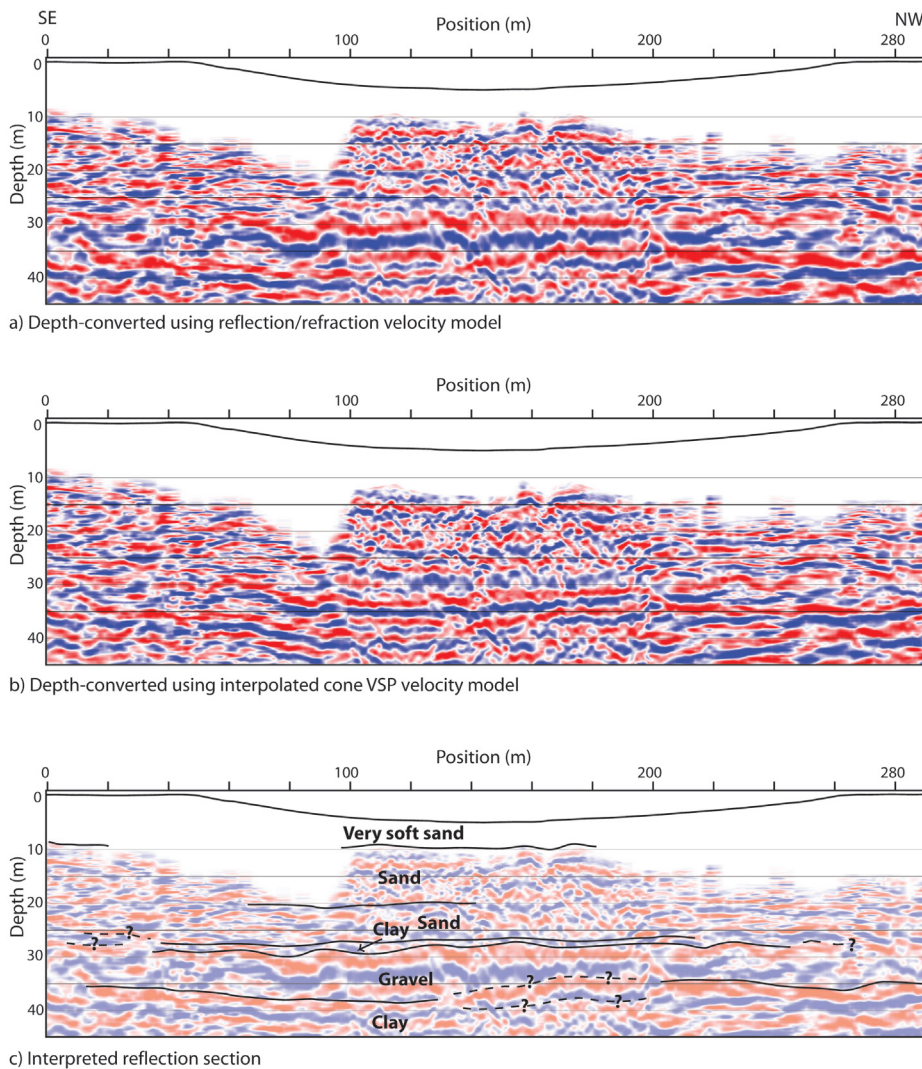 SE Position (m) NW
0 100 200 280
0
10
20
30
40
Depth (m)
a) Depth-converted using reflection/refraction velocity model
Position (m)
0 100 200 280
0
10
20
30
40
Depth (m)
b) Depth-converted using interpolated cone VSP velocity model
Position (m)
0 100 200 280
0
10
20
30
40
Depth (m)
Very soft sand
Sand
Sand
Clay
? ?
? ?
?
Gravel
? ?
? ? ?
Clay
c) Interpreted reflection section